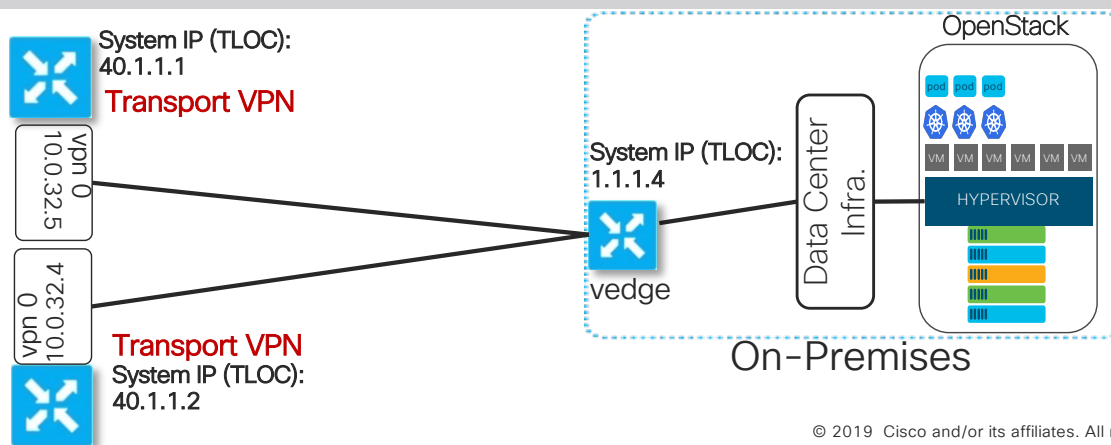 System IP (TLOC):
40.1.1.1
Transport VPN
vpn 0
10.0.32.5
vpn 0
10.0.32.4
Transport VPN
System IP (TLOC):
40.1.1.2
System IP (TLOC):
1.1.1.4
vedge
Data Center
Infra.
OpenStack
pod pod pod
VM VM VM VM VM VM
HYPERVISOR
On-Premises
© 2019 Cisco and/or its affiliates. All